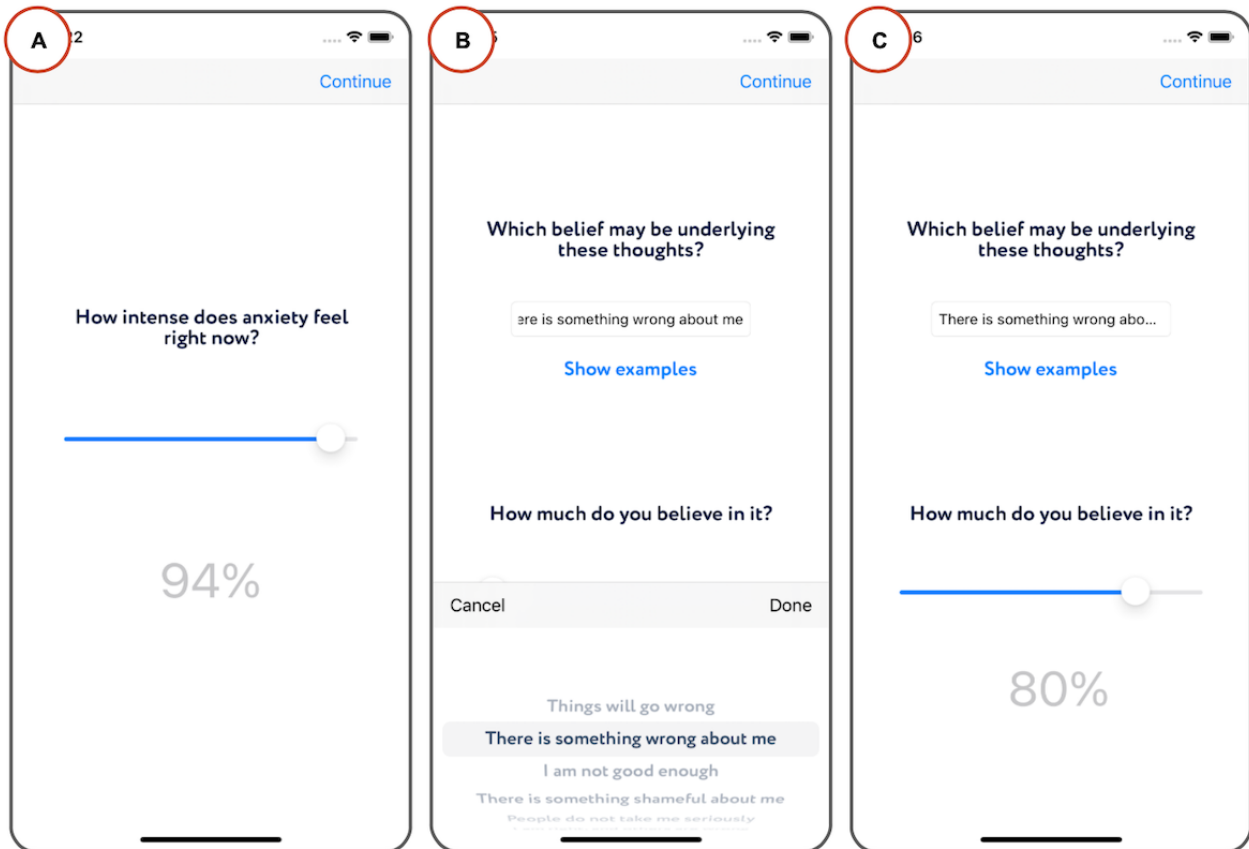 A
:22
Continue
How intense does anxiety feel
right now?
94%
B
Continue
Which belief may be underlying
these thoughts?
ere is something wrong about me
Show examples
How much do you believe in it?
Cancel
Done
Things will go wrong
There is something wrong about me
I am not good enough
There is something shameful about me
People do not take me seriously
C
6
Continue
Which belief may be underlying
these thoughts?
There is something wrong abo...
Show examples
How much do you believe in it?
80%